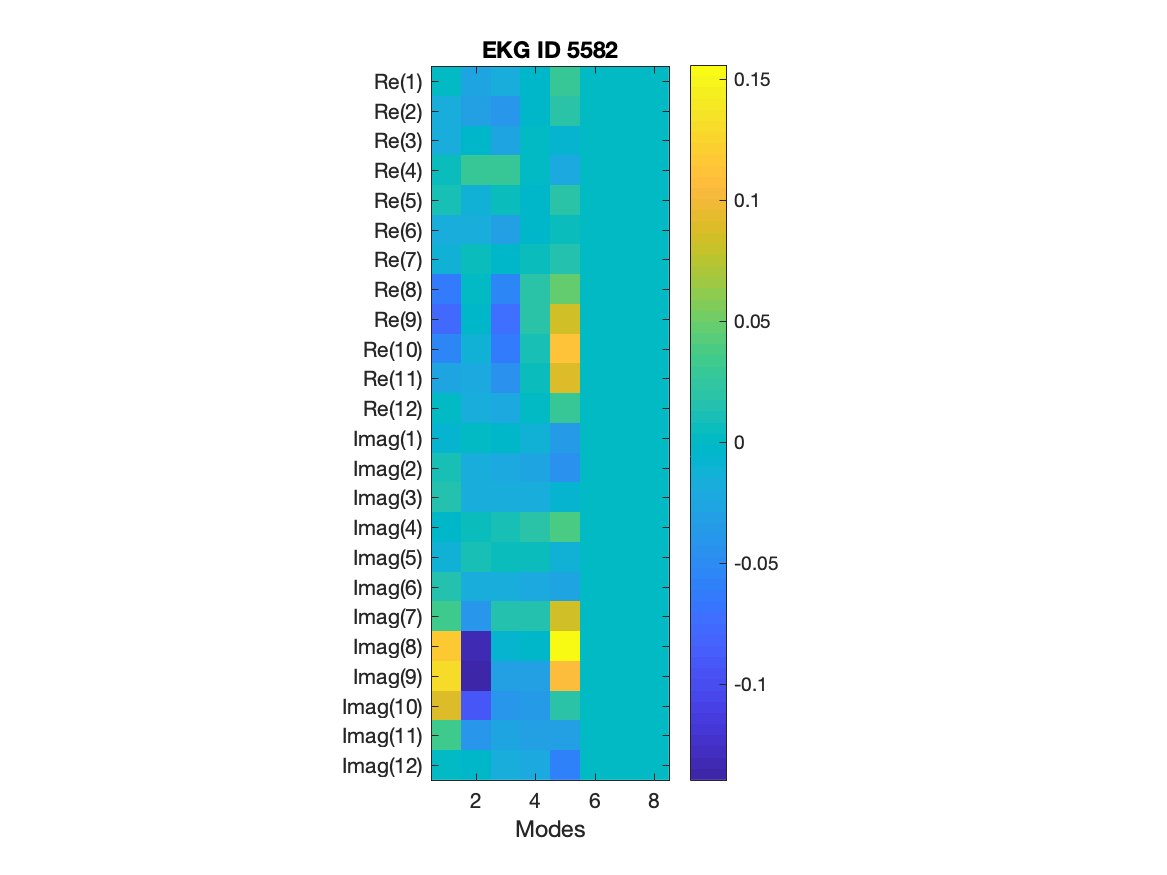 EKG ID 5582
Re(1)
Re(2)
Re(3)
Re(4)
Re(5)
Re(6)
Re(7)
Re(8)
Re(9)
Re(10)
Re(11)
Re(12)
Imag(1)
Imag(2)
Imag(3)
Imag(4)
Imag(5)
Imag(6)
Imag(7)
Imag(8)
Imag(9)
Imag(10)
Imag(11)
Imag(12)
2 4 6 8
Modes
0.15
0.1
0.05
0
-0.05
-0.1